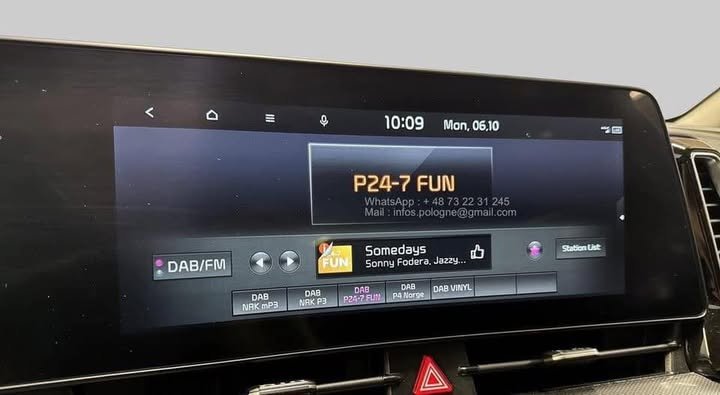 10:09 Mon, 06.10
P24-7 FUN
WhatsApp : + 48 73 22 31 245
Mail : infos.pologne@gmail.com
DAB/FM
FUN
Somedays
Sonny Fodera, Jazzy...
Station List
DAB
NRK mP3
DAB
NRK P3
DAB
P24-7 FUN
DAB
P4 Norge
DAB VINYL